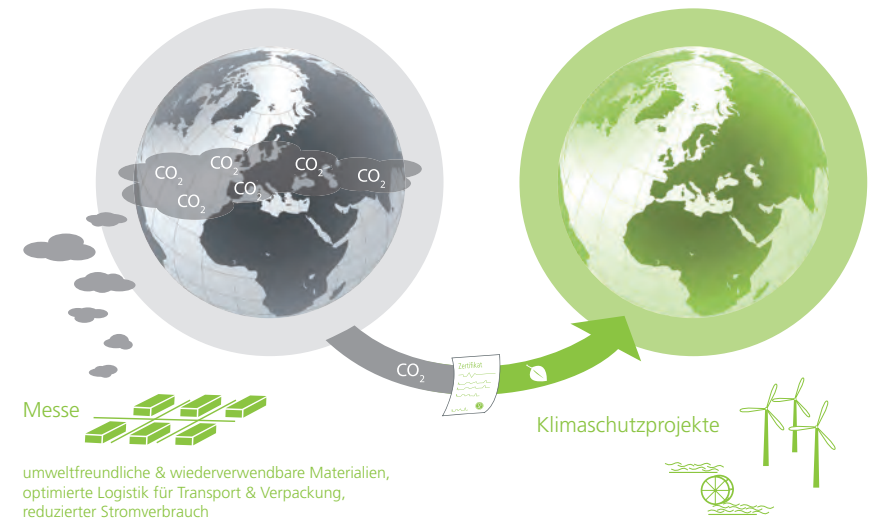 CO₂
CO₂
CO₂
CO₂
CO₂
CO₂
CO₂
Zertifikat
Messe
Klimaschutzprojekte
umweltfreundliche & wiederverwendbare Materialien,
optimierte Logistik für Transport & Verpackung,
reduzierter Stromverbrauch